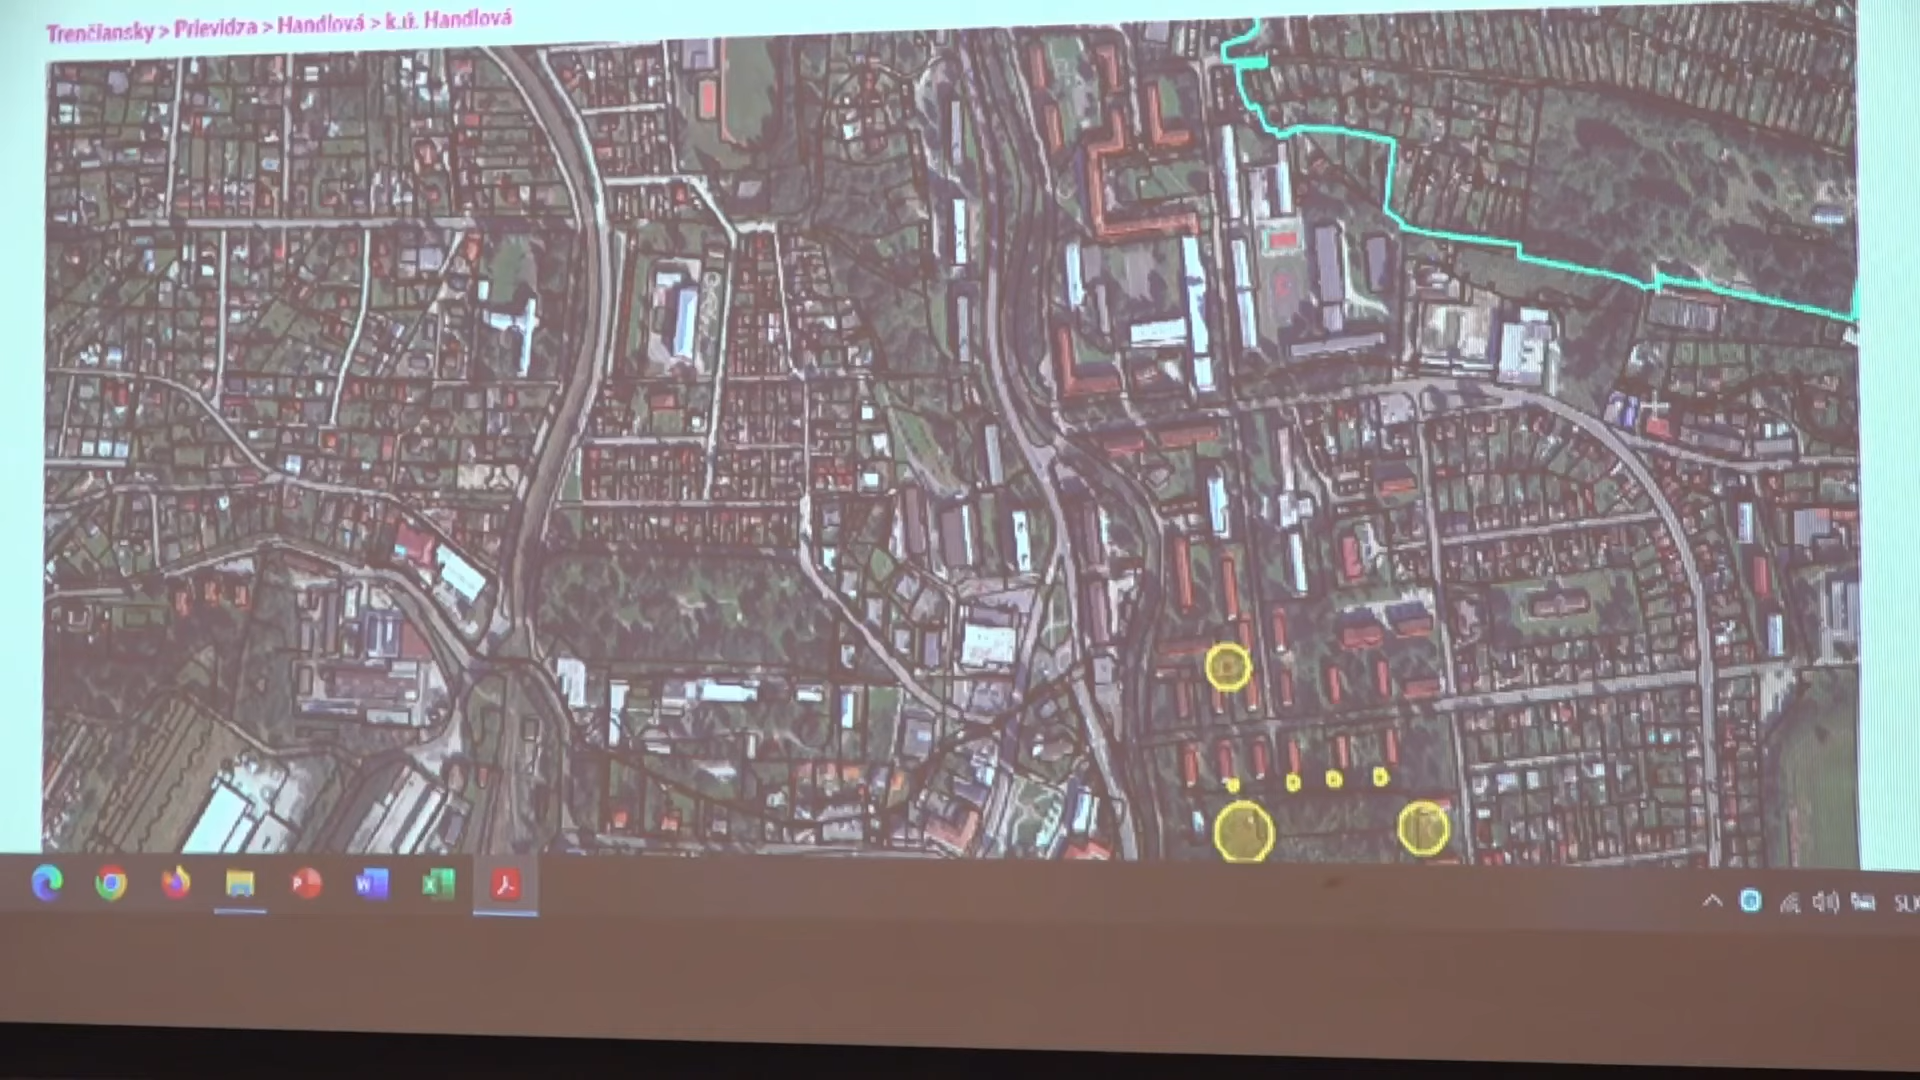 Trenčiansky > Prievidza > Handlová > k.ú. Handlová
P
W
X